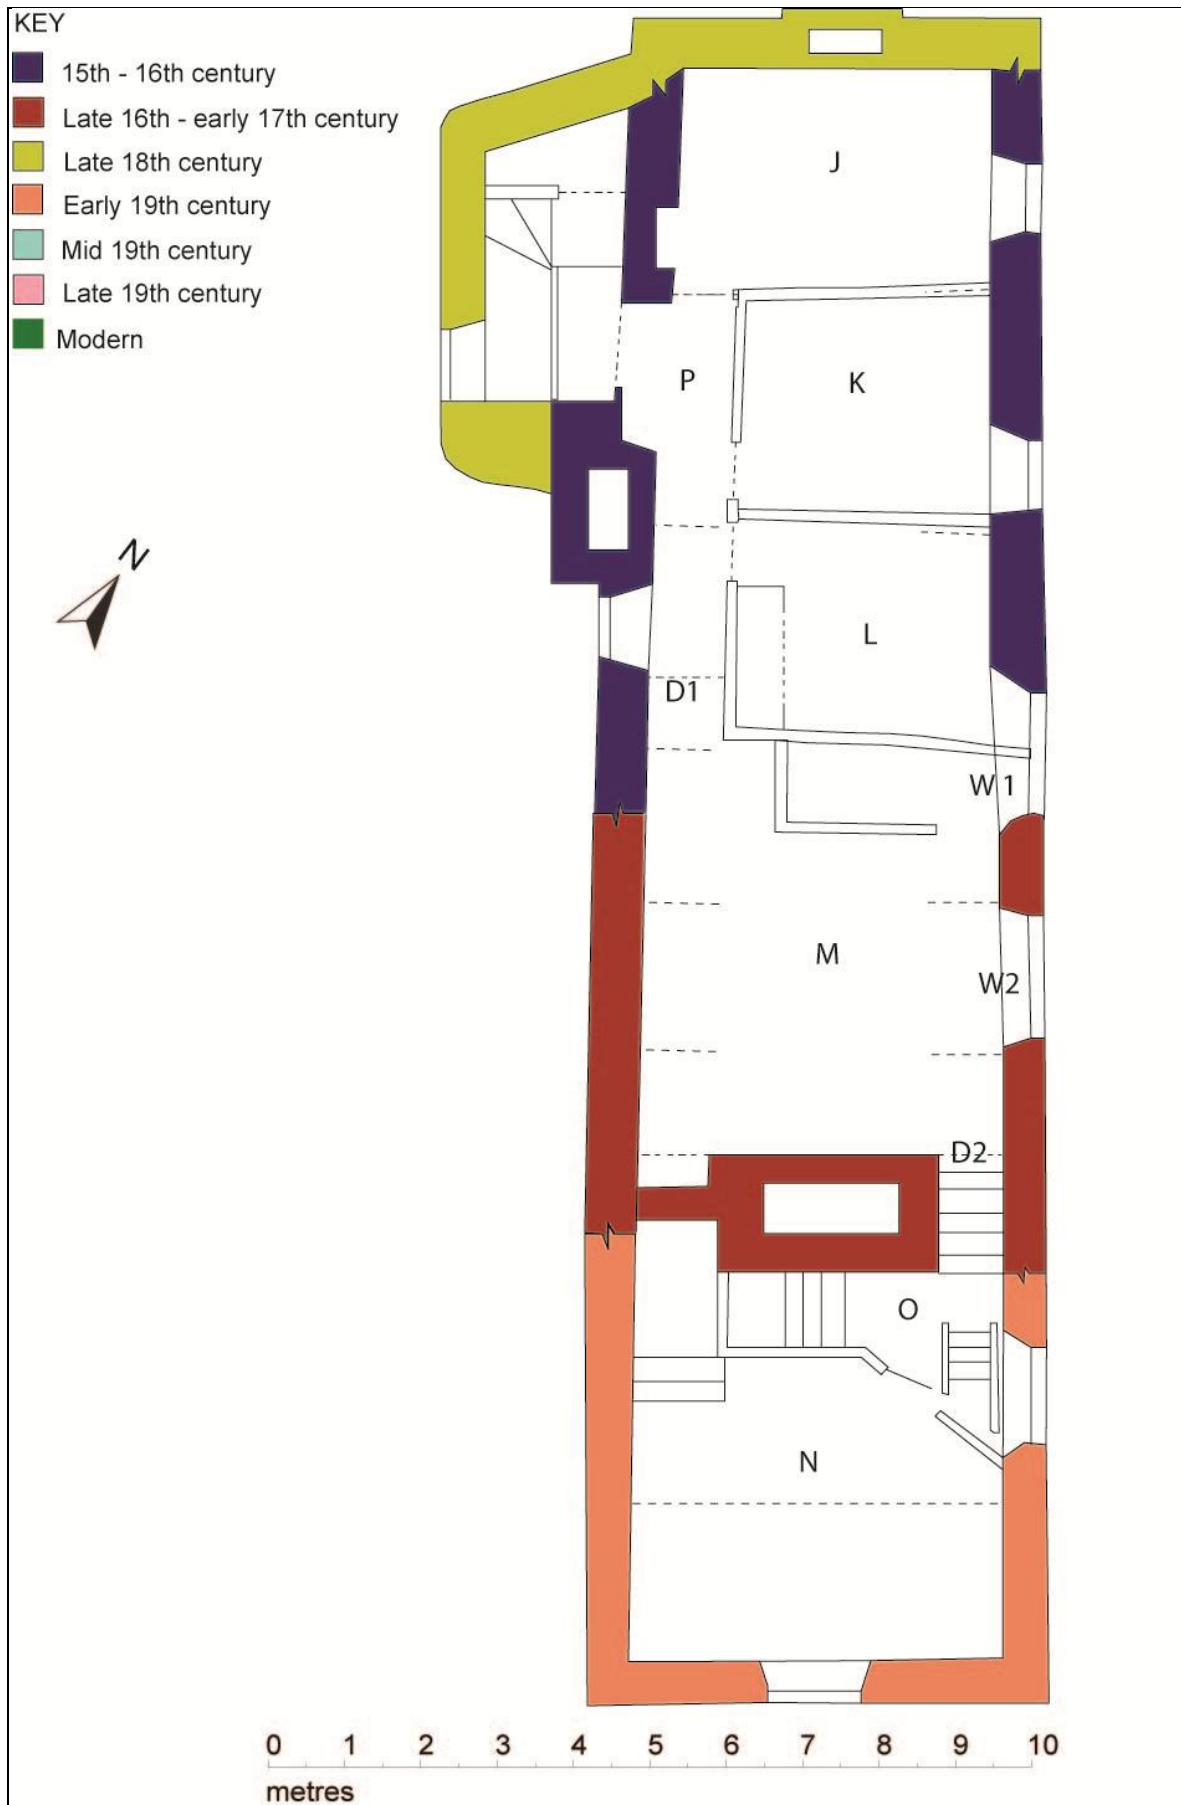 KEY
15th - 16th century
Late 16th - early 17th century
Late 18th century
Early 19th century
Mid 19th century
Late 19th century
Modern
J
P
K
N
L
D1
W 1
M
W2
D2
O
N
0 1 2 3 4 5 6 7 8 9 10
metres